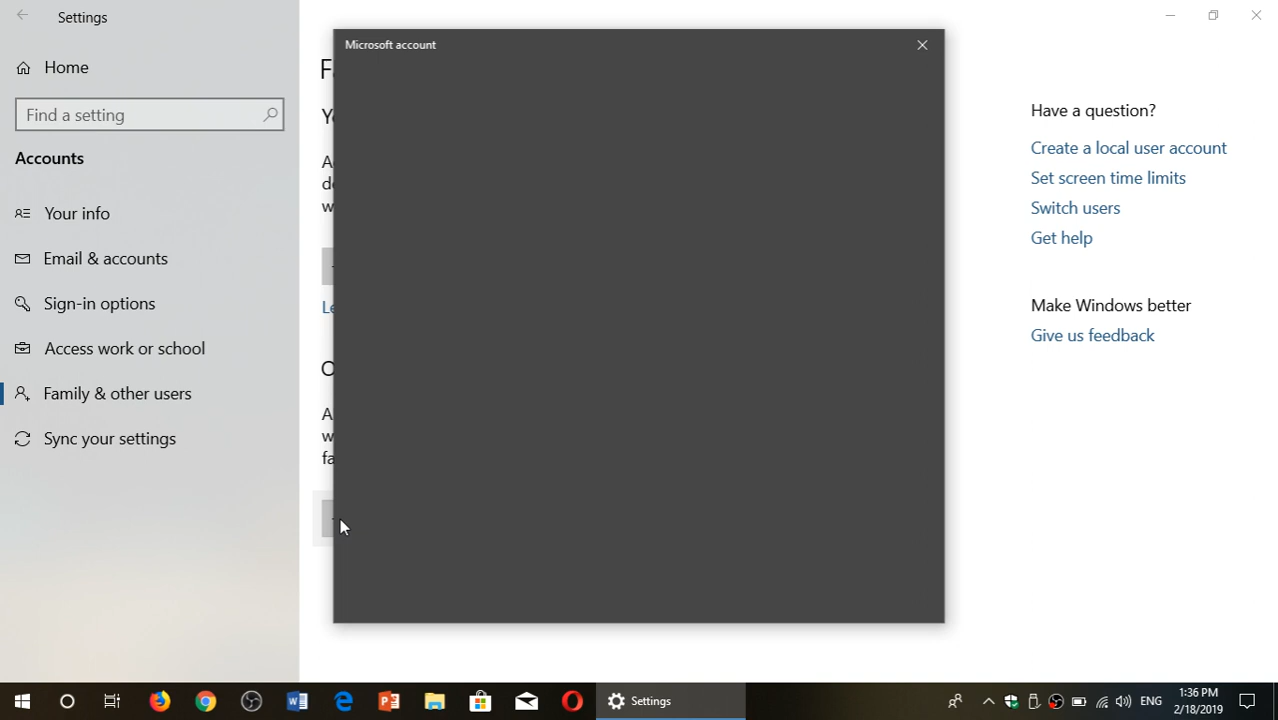 Settings
Home
Find a setting
Accounts
Your info
Email & accounts
Sign-in options
Access work or school
Family & other users
Sync your settings
Microsoft account
Have a question?
Create a local user account
Set screen time limits
Switch users
Get help
Make Windows better
Give us feedback
Settings
ENG
1:36 PM
2/18/2019